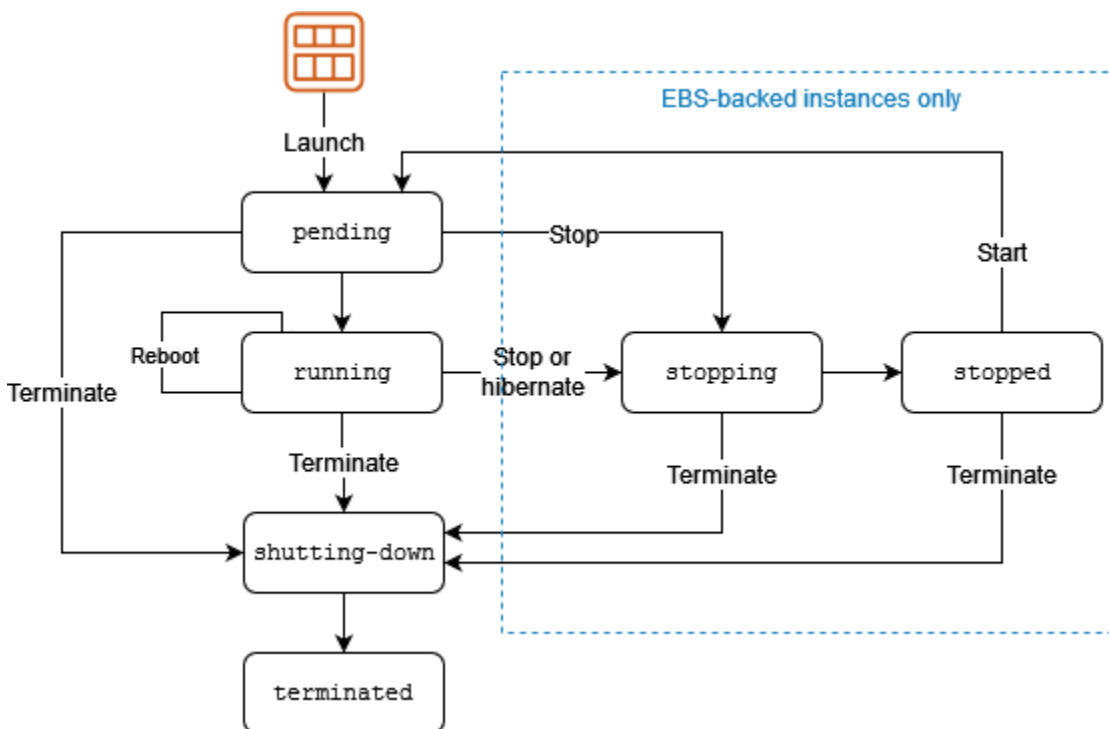 EBS-backed instances only
Launch
pending
Stop
Start
Reboot
running
Stop or
hibernate
stopping
stopped
Terminate
Terminate
Terminate
Terminate
shutting-down
terminated